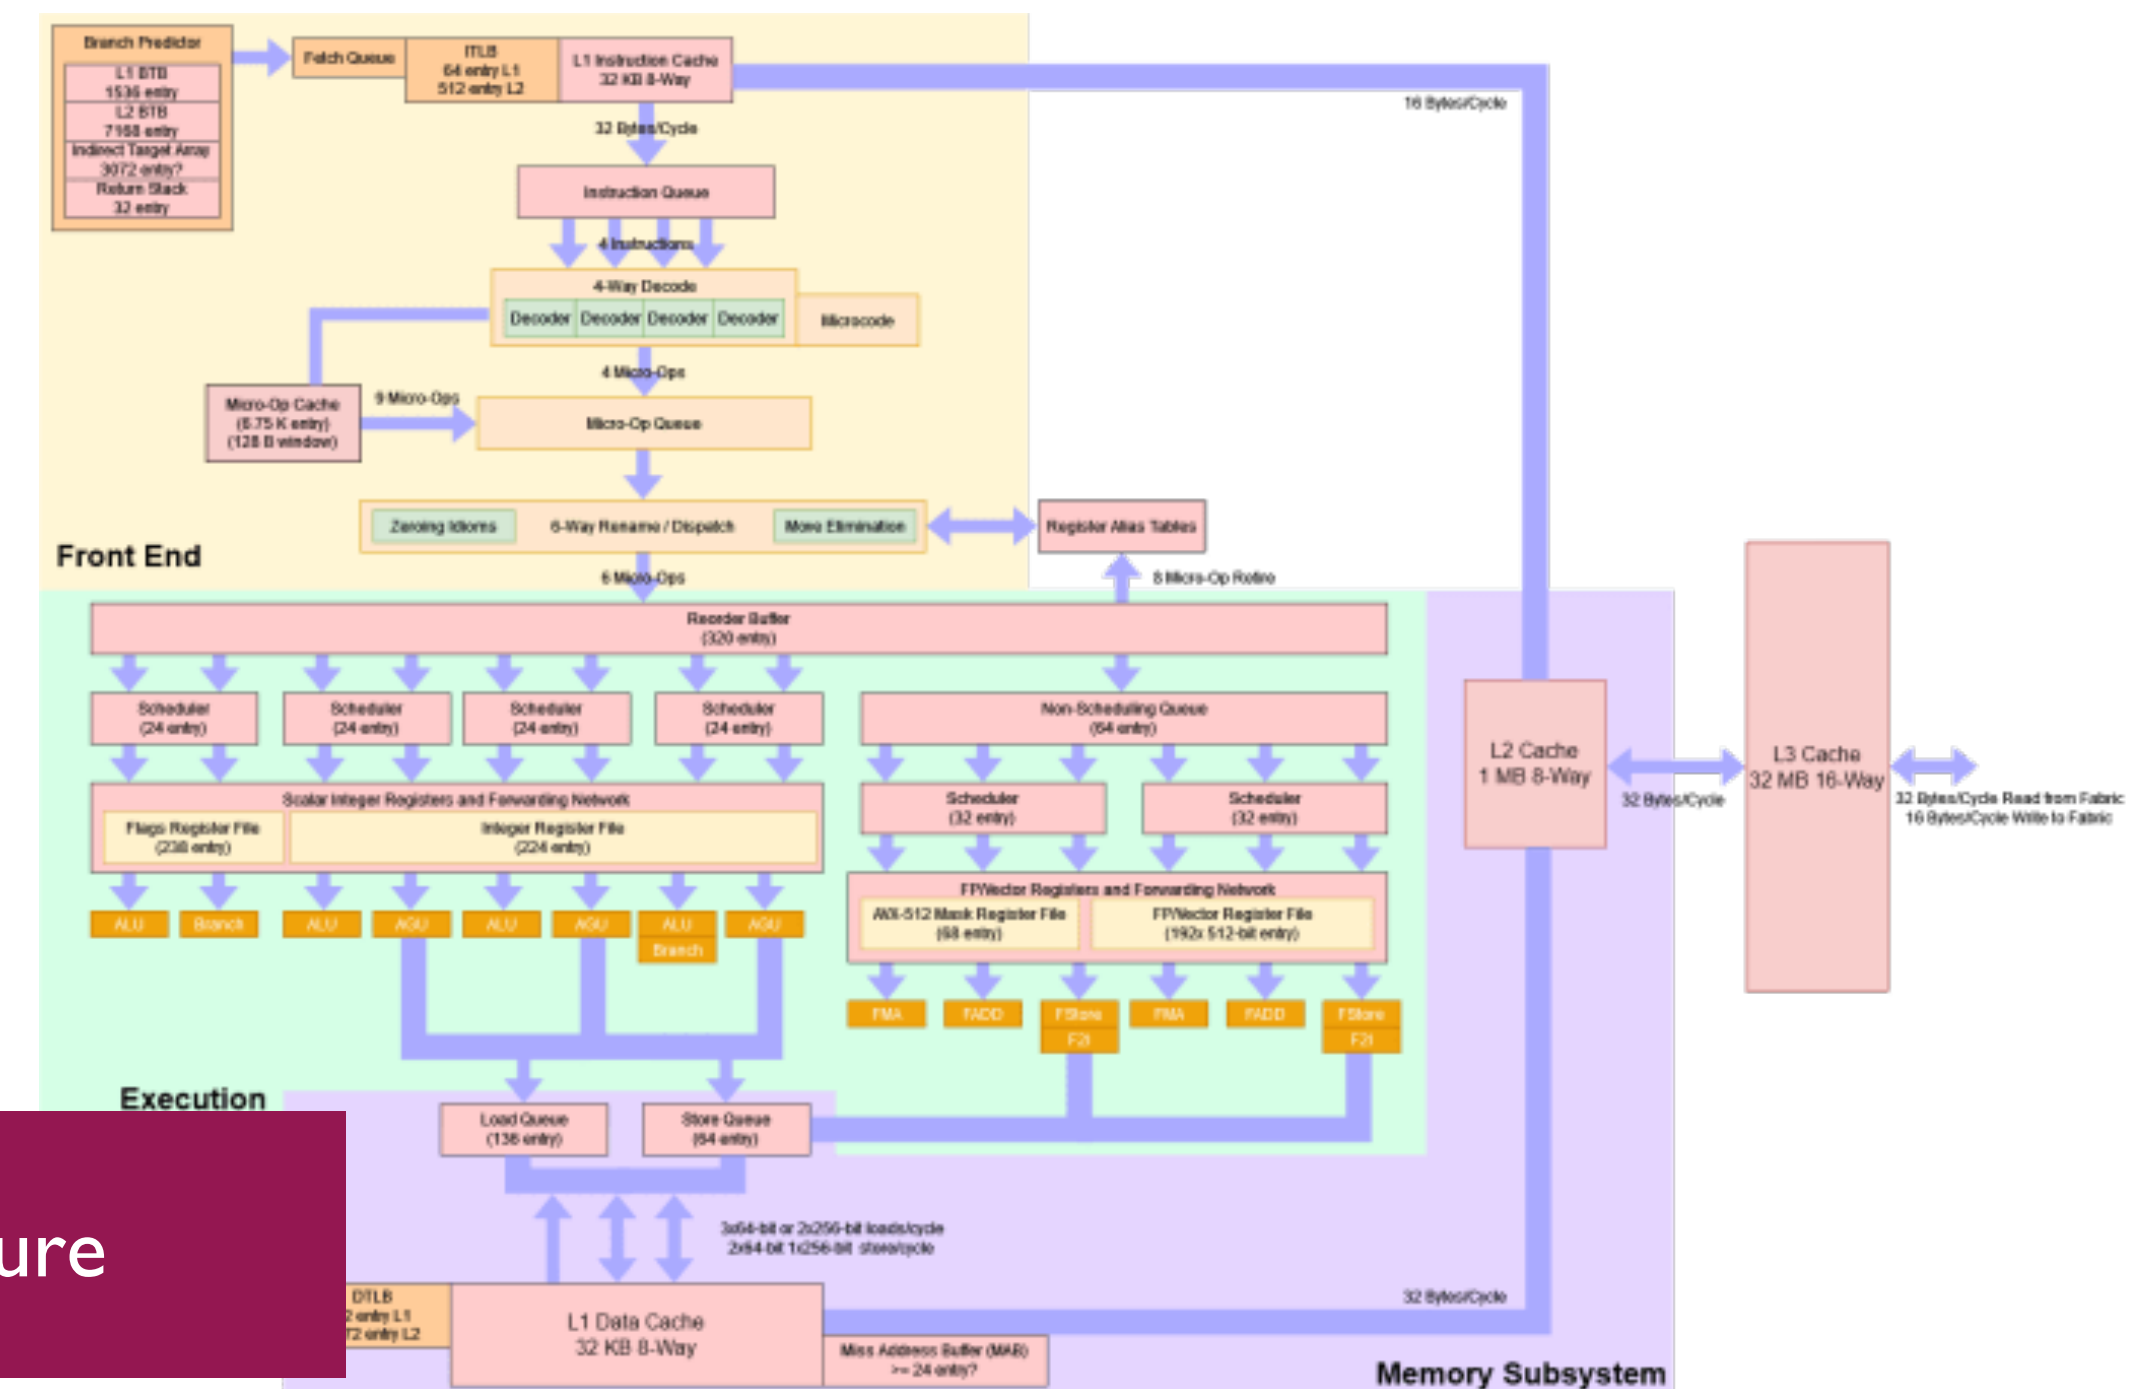 Branch Predictor
L1 BTB
1536 entry
L2 BTB
7168 entry
Indirect Target Array
3072 entry?
Return Stack
32 entry
Fetch Queue
ITLB
64 entry L1
512 entry L2
L1 Instruction Cache
32 KB 8-Way
16 Bytes/Cycle
32 Bytes/Cycle
Instruction Queue
4 Instructions
4-Way Decode
Decoder Decoder Decoder Decoder
Microcode
4 Micro-Ops
Micro-Op Cache
(6.75 K entry)
(128 B window)
9 Micro-Ops
Micro-Op Queue
Zeroing Idioms
6-Way Rename / Dispatch
Move Elimination
Register Alias Tables
Front End
6 Micro-Ops
8 Micro-Op Retire
Reorder Buffer
(320 entry)
Scheduler
(24 entry)
Scheduler
(24 entry)
Scheduler
(24 entry)
Scheduler
(24 entry)
Non-Scheduling Queue
(64 entry)
Scalar Integer Registers and Forwarding Network
Flags Register File
(238 entry)
Integer Register File
(224 entry)
Scheduler
(32 entry)
Scheduler
(32 entry)
L2 Cache
1 MB 8-Way
32 Bytes/Cycle
L3 Cache
32 MB 16-Way
32 Bytes/Cycle Read from Fabric
16 Bytes/Cycle Write to Fabric
FP/Vector Registers and Forwarding Network
AVX-512 Mask Register File
(68 entry)
FP/Vector Register File
(192x 512-bit entry)
ALU
Branch
ALU
AGU
ALU
AGU
ALU
Branch
AGU
FMA
FADD
FStore
F2I
FMA
FADD
FStore
F2I
Execution
Load Queue
(136 entry)
Store Queue
(64 entry)
3x64-bit or 2x256-bit loads/cycle
2x64-bit 1x256-bit store/cycle
ure
DTLB
2 entry L1
72 entry L2
L1 Data Cache
32 KB 8-Way
32 Bytes/Cycle
Miss Address Buffer (MAB)
>= 24 entry?
Memory Subsystem